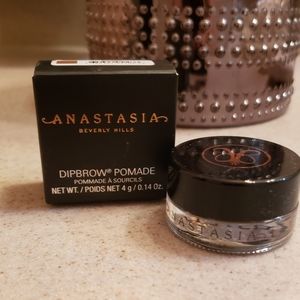 ANASTASIA
BEVERLY HILLS
DIPBROW® POMADE
POMMADE À SOURCILS
NET WT. / POIDS NET 4 g / 0.14 Oz.
ANASTASIA